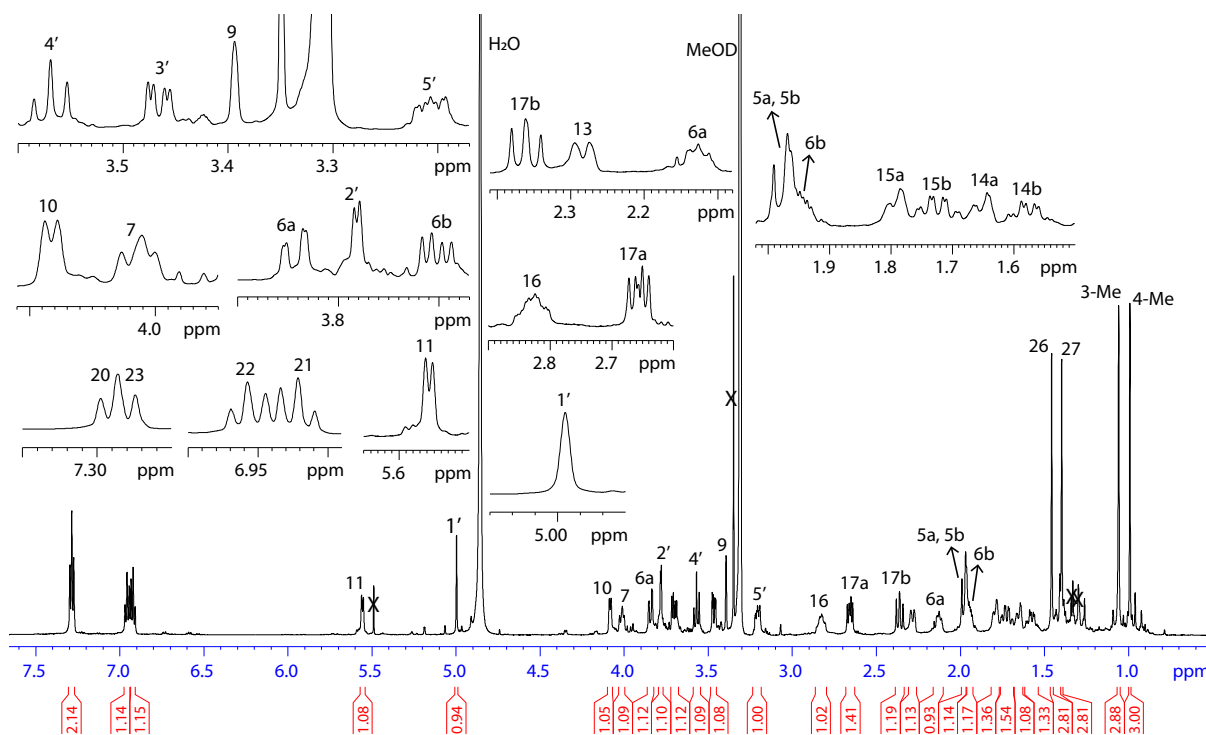 4′ 3′ 9 5′
3.5 3.4 3.3 ppm
H₂O MeOD
17b 13 6a
2.3 2.2 ppm
5a, 5b 6b 15a 15b 14a 14b
1.9 1.8 1.7 1.6 ppm
10 7
4.0 ppm
6a 2′ 6b
3.8 ppm
16 17a
2.8 2.7 ppm
20 23
7.30 ppm
22 21
6.95 ppm
11
5.6 ppm
1′
5.00 ppm
3-Me 4-Me
26 27
X
11 X 1′ 10 7 6a 2′ 4′ 9 5′ 16 17a 17b 6a 5a, 5b 6b X X
7.5 7.0 6.5 6.0 5.5 5.0 4.5 4.0 3.5 3.0 2.5 2.0 1.5 1.0 ppm
2.14 1.14 1.15 1.08 0.94 1.05 1.09 1.12 1.10 1.12 1.09 1.08 1.00 1.02 1.41 1.19 1.13 0.93 1.14 1.17 1.36 1.54 1.08 1.33 2.81 2.81 2.88 3.00